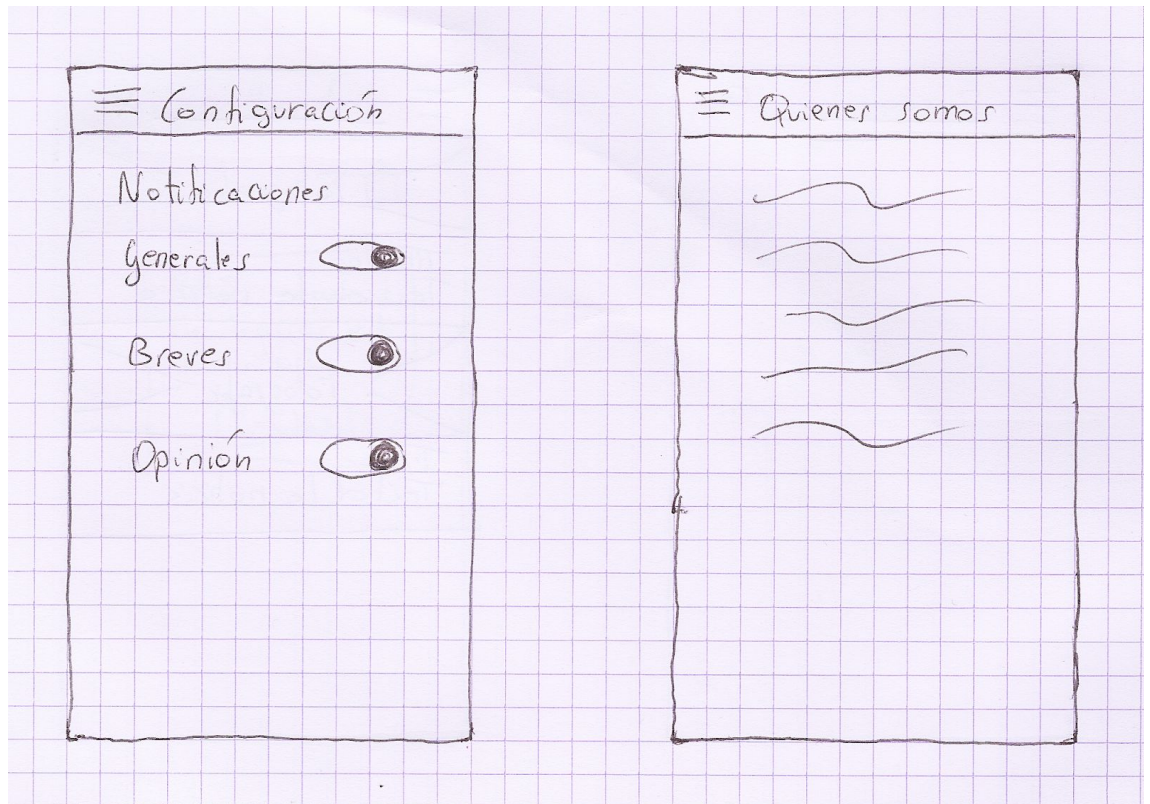 Configuración
Notificaciones
Generales
Breves
Opinión
Quienes somos